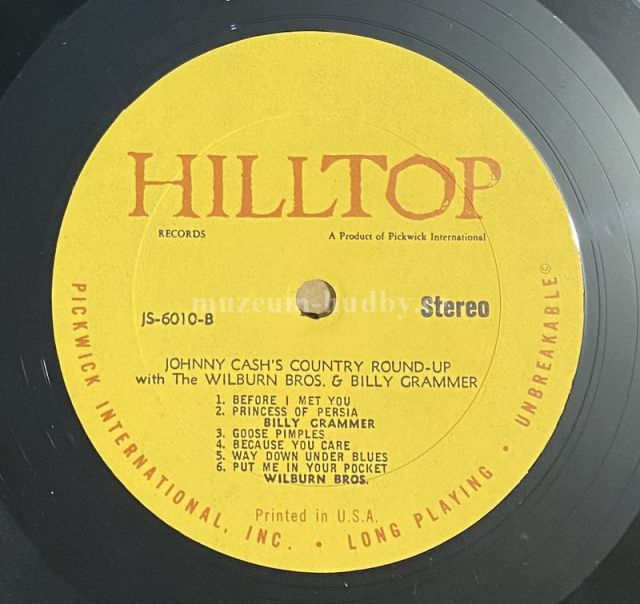 HILLTOP
RECORDS A Product of Pickwick International
muzeum-hudby.
JS-6010-B Stereo
JOHNNY CASH'S COUNTRY ROUND-UP
with The WILBURN BROS. & BILLY GRAMMER
1. BEFORE I MET YOU
2. PRINCESS OF PERSIA
BILLY GRAMMER
3. GOOSE PIMPLES
4. BECAUSE YOU CARE
5. WAY DOWN UNDER BLUES
6. PUT ME IN YOUR POCKET
WILBURN BROS.
Printed in U.S.A.
PICKWICK INTERNATIONAL, INC. • LONG PLAYING • UNBREAKABLE ©